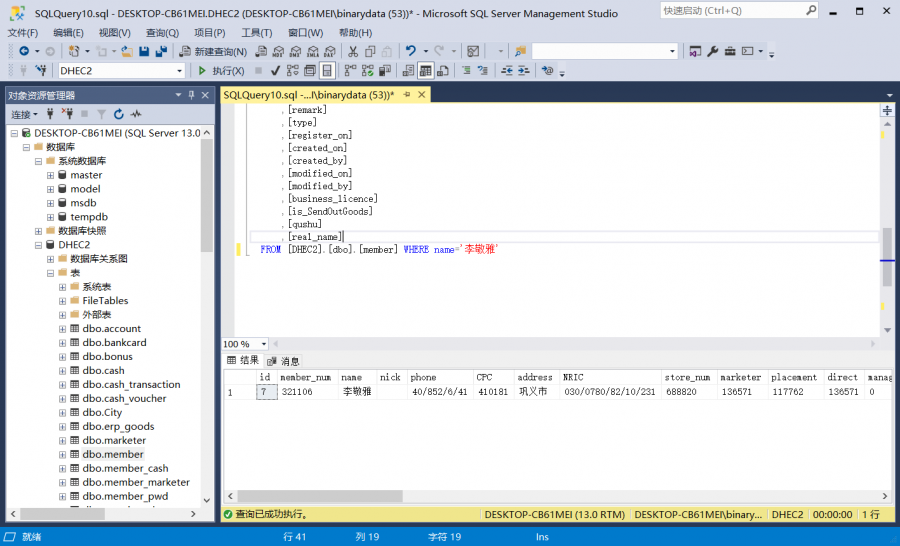 SQLQuery10.sql - DESKTOP-CB61MEI.DHEC2 (DESKTOP-CB61MEI\binarydata (53))* - Microsoft SQL Server Management Studio
快速启动 (Ctrl+Q)
文件(F) 编辑(E) 视图(V) 查询(Q) 项目(P) 工具(T) 窗口(W) 帮助(H)
新建查询(N)
DHEC2 执行(X)
对象资源管理器
连接
DESKTOP-CB61MEI (SQL Server 13.0
数据库
系统数据库
master
model
msdb
tempdb
数据库快照
DHEC2
数据库关系图
表
系统表
FileTables
外部表
dbo.account
dbo.bankcard
dbo.bonus
dbo.cash
dbo.cash_transaction
dbo.cash_voucher
dbo.City
dbo.erp_goods
dbo.marketer
dbo.member
dbo.member_cash
dbo.member_marketer
dbo.member_pwd
SQLQuery10.sql -...I\binarydata (53))*
,[remark]
,[type]
,[register_on]
,[created_on]
,[created_by]
,[modified_on]
,[modified_by]
,[business_licence]
,[is_SendOutGoods]
,[qushu]
,[real_name]
FROM [DHEC2].[dbo].[member] WHERE name='李敬雅'
100 %
结果 消息
id member_num name nick phone CPC address NRIC store_num marketer placement direct manag
1 7 321106 李敬雅 40/852/6/41 410181 巩义市 030/0780/82/10/231 688820 136571 117762 136571 0
查询已成功执行。 DESKTOP-CB61MEI (13.0 RTM) DESKTOP-CB61MEI\binary... DHEC2 00:00:00 1 行
就绪 行 41 列 19 字符 19 Ins